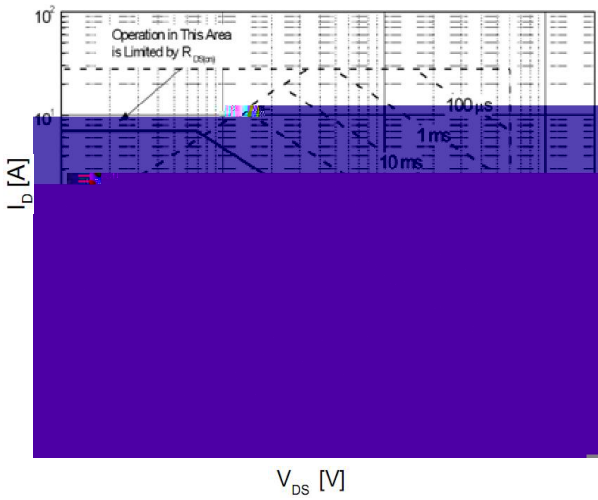 10²
Operation in This Area
is Limited by R DS(on)
100 µs
10¹
1 ms
10 ms
I_D [A]
V_DS [V]